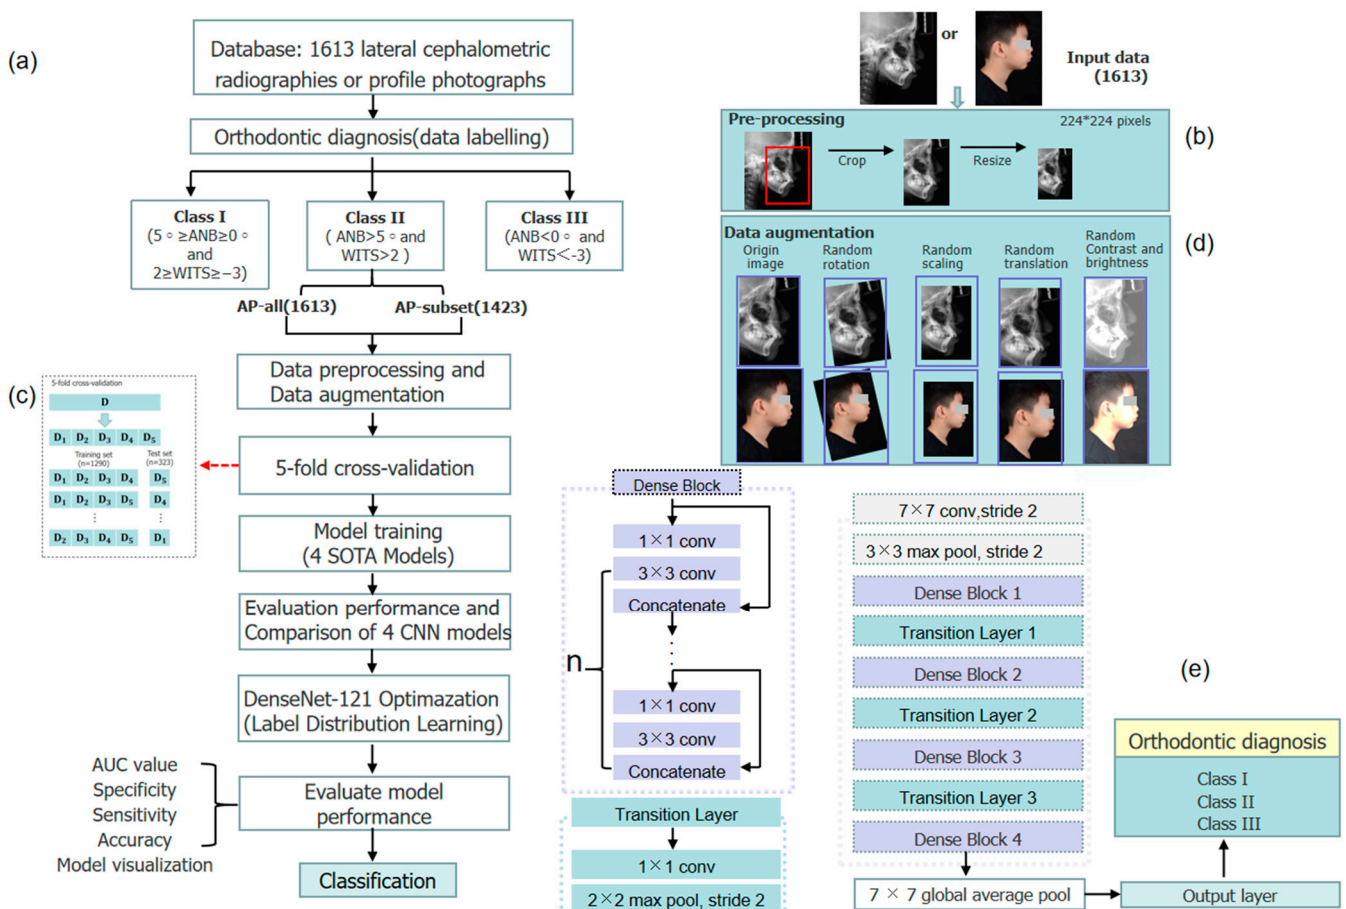 (a)
Database: 1613 lateral cephalometric
radiographies or profile photographs
Orthodontic diagnosis(data labelling)
Class I
(5∘ ≥ANB≥0∘
and
2≥WITS≥−3)
Class II
( ANB>5∘and
WITS>2 )
Class III
(ANB<0∘ and
WITS<-3)
AP-all(1613)
AP-subset(1423)
Data preprocessing and
Data augmentation
(c)
5-fold cross-validation
D
D₁ D₂ D₃ D₄ D₅
Training set
(n=1290)
Test set
(n=323)
D₁ D₂ D₃ D₄ D₅
D₁ D₂ D₃ D₅ D₄
⋮ ⋮
D₂ D₃ D₄ D₅ D₁
5-fold cross-validation
Model training
(4 SOTA Models)
Evaluation performance and
Comparison of 4 CNN models
DenseNet-121 Optimazation
(Label Distribution Learning)
AUC value
Specificity
Sensitivity
Accuracy
Model visualization
Evaluate model
performance
Classification
or
Input data
(1613)
(b)
Pre-processing
224*224 pixels
Crop
Resize
(d)
Data augmentation
Origin
image
Random
rotation
Random
scaling
Random
translation
Random
Contrast and
brightness
Dense Block
1×1 conv
3×3 conv
Concatenate
⋮
n
1×1 conv
3×3 conv
Concatenate
Transition Layer
1×1 conv
2×2 max pool, stride 2
7×7 conv,stride 2
3×3 max pool, stride 2
Dense Block 1
Transition Layer 1
Dense Block 2
Transition Layer 2
Dense Block 3
Transition Layer 3
Dense Block 4
7 × 7 global average pool
Output layer
(e)
Orthodontic diagnosis
Class I
Class II
Class III